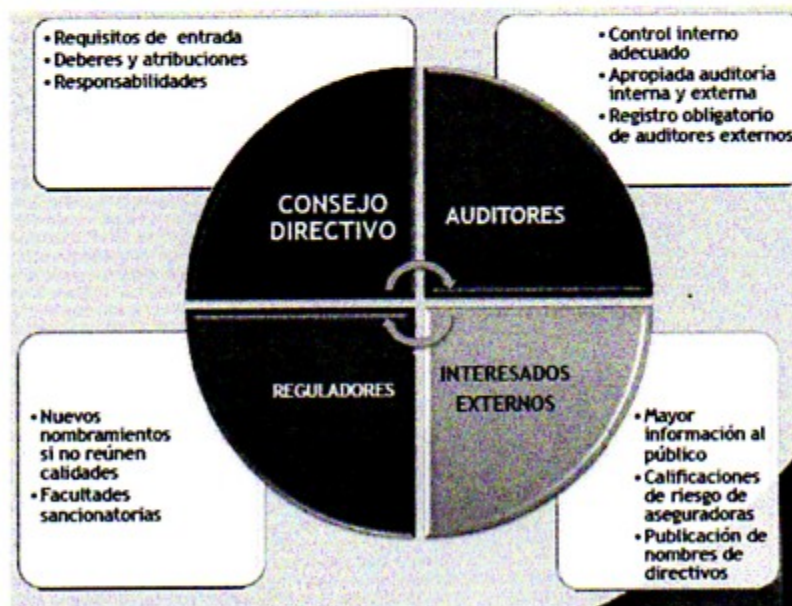 • Requisitos de entrada
• Deberes y atribuciones
• Responsabilidades
• Control interno
adecuado
• Apropiada auditoría
interna y externa
• Registro obligatorio
de auditores externos
CONSEJO
DIRECTIVO
AUDITORES
REGULADORES
INTERESADOS
EXTERNOS
• Nuevos
nombramientos
si no reúnen
calidades
• Facultades
sancionatorias
• Mayor
información al
público
• Calificaciones
de riesgo de
aseguradoras
• Publicación de
nombres de
directivos